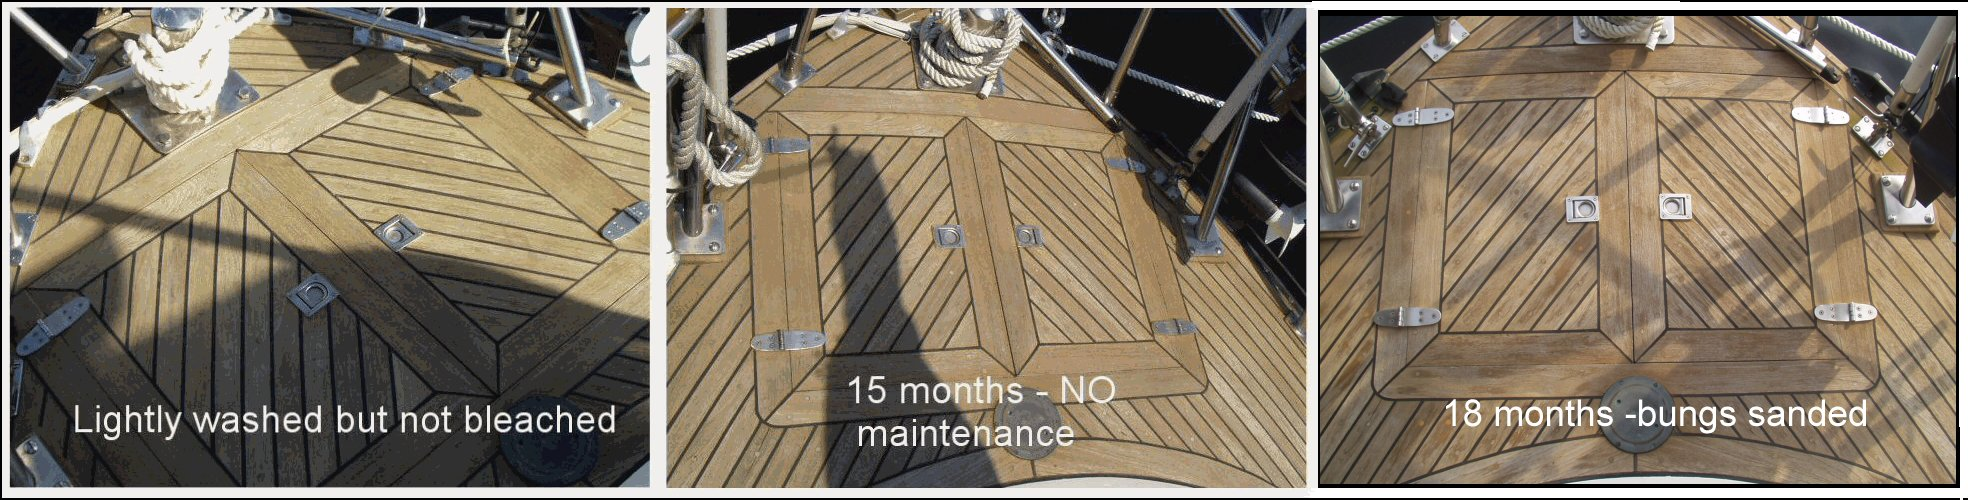 Lightly washed but not bleached
15 months - NO
maintenance
18 months -bungs sanded